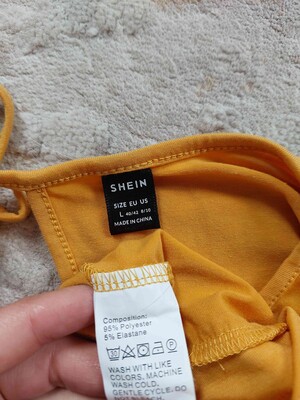 SHEIN
SIZE EU US
L 40/42 8/10
MADE IN CHINA
Composition:
95% Polyester
5% Elastane
WASH WITH LIKE
COLORS, MACHINE
WASH COLD.
GENTLE CYCLE. DO